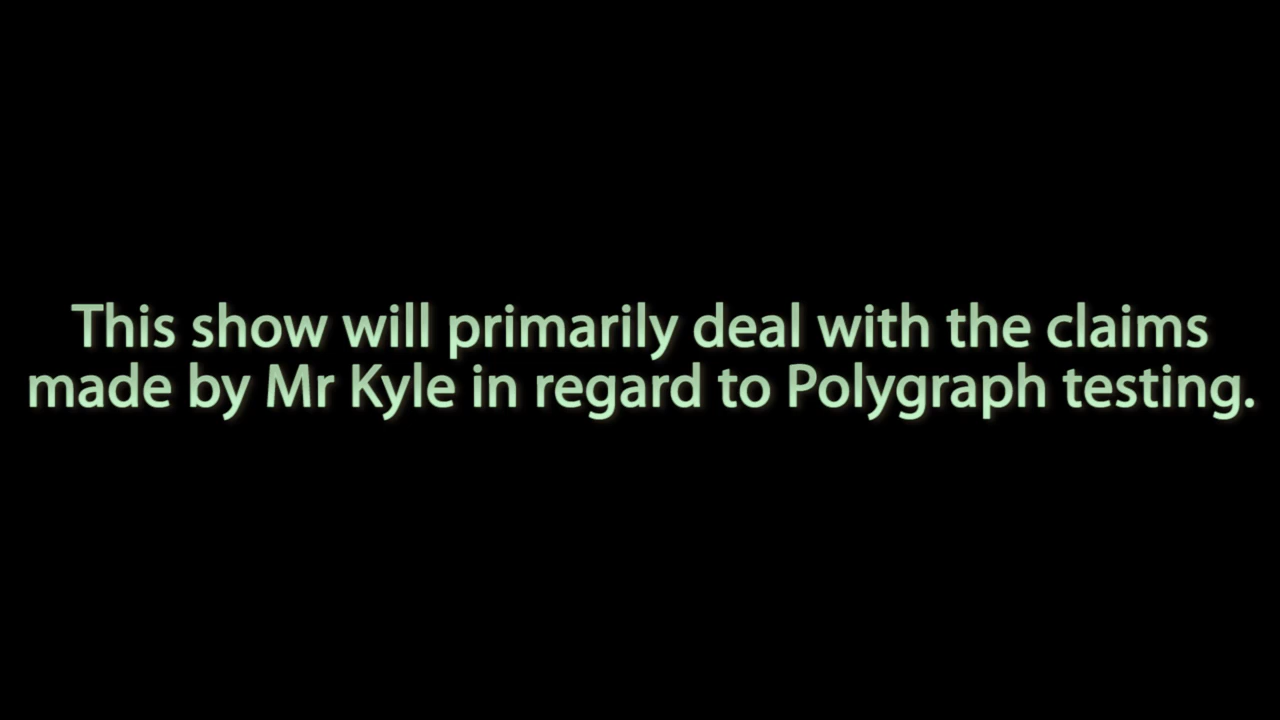 This show will primarily deal with the claims
made by Mr Kyle in regard to Polygraph testing.